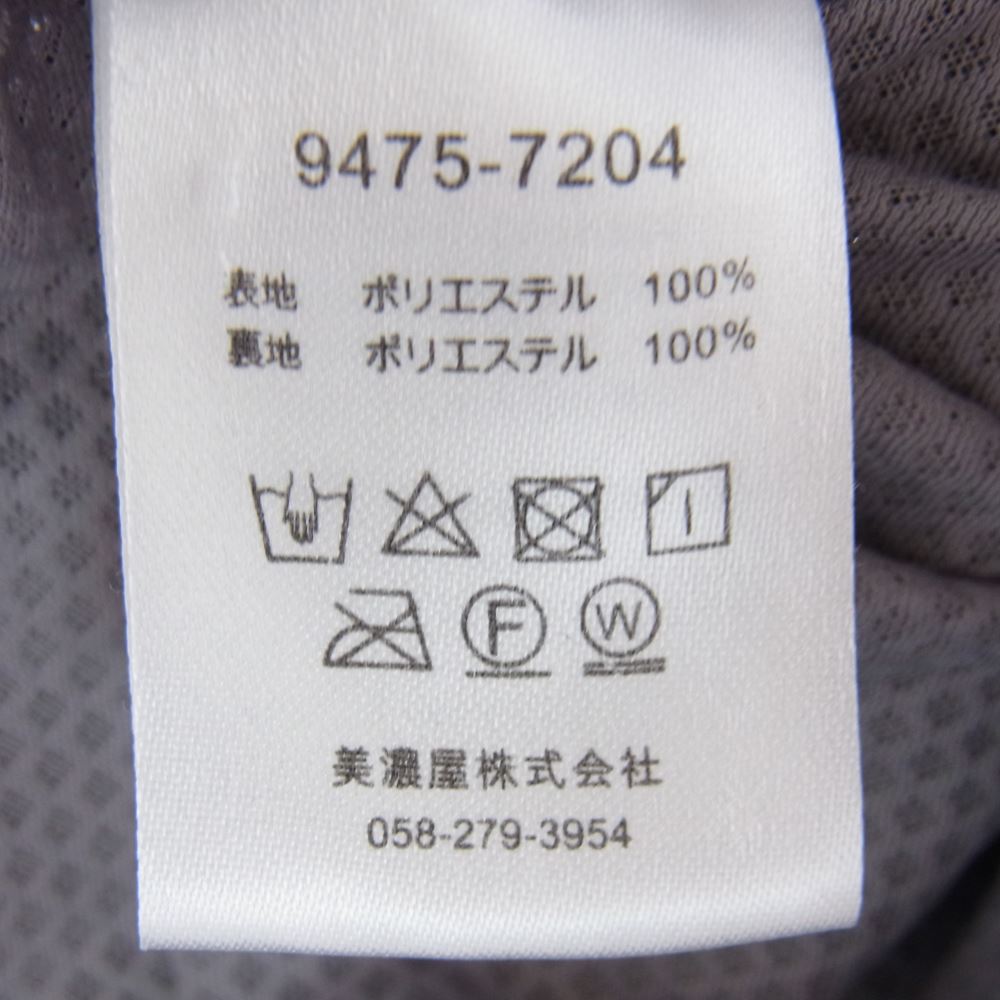 9475-7204
表地 ポリエステル 100%
裏地 ポリエステル 100%
F W
美濃屋株式会社
058-279-3954